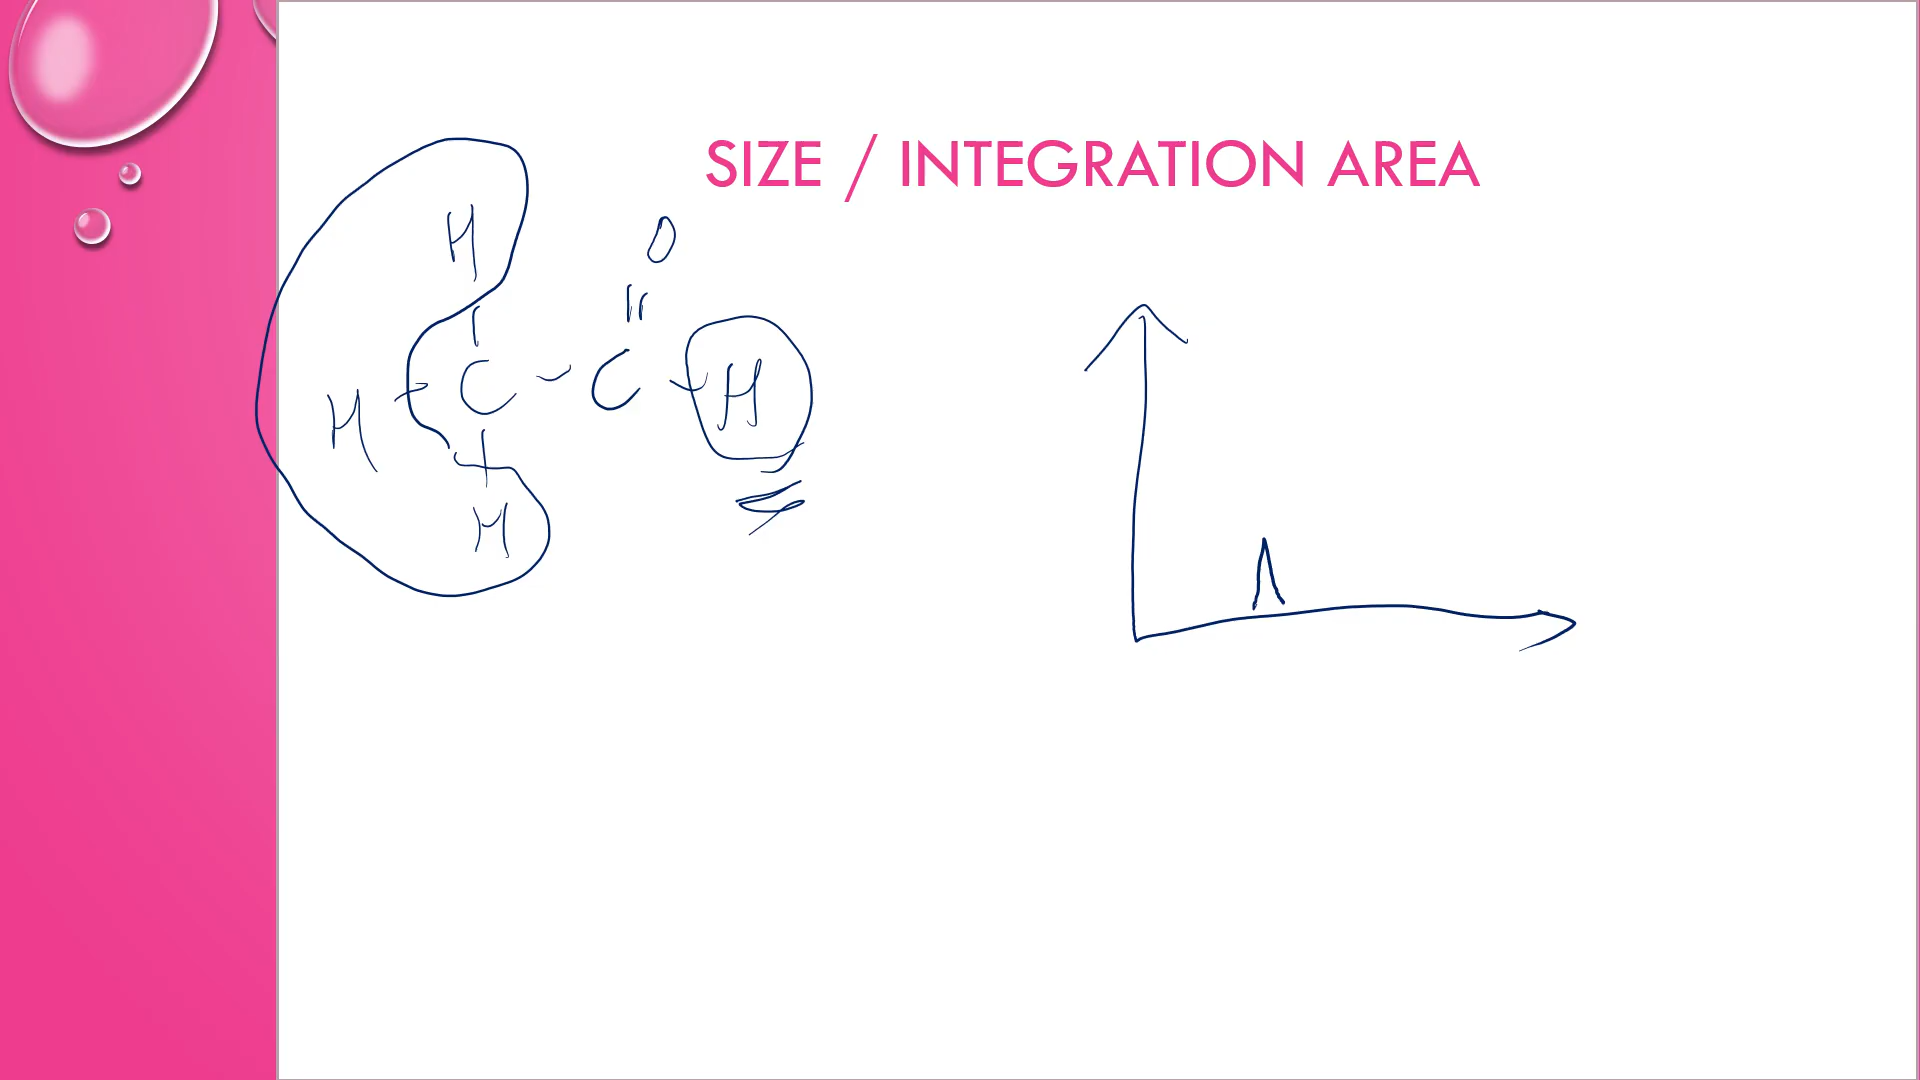 SIZE / INTEGRATION AREA
H O
H - C - C - H
H